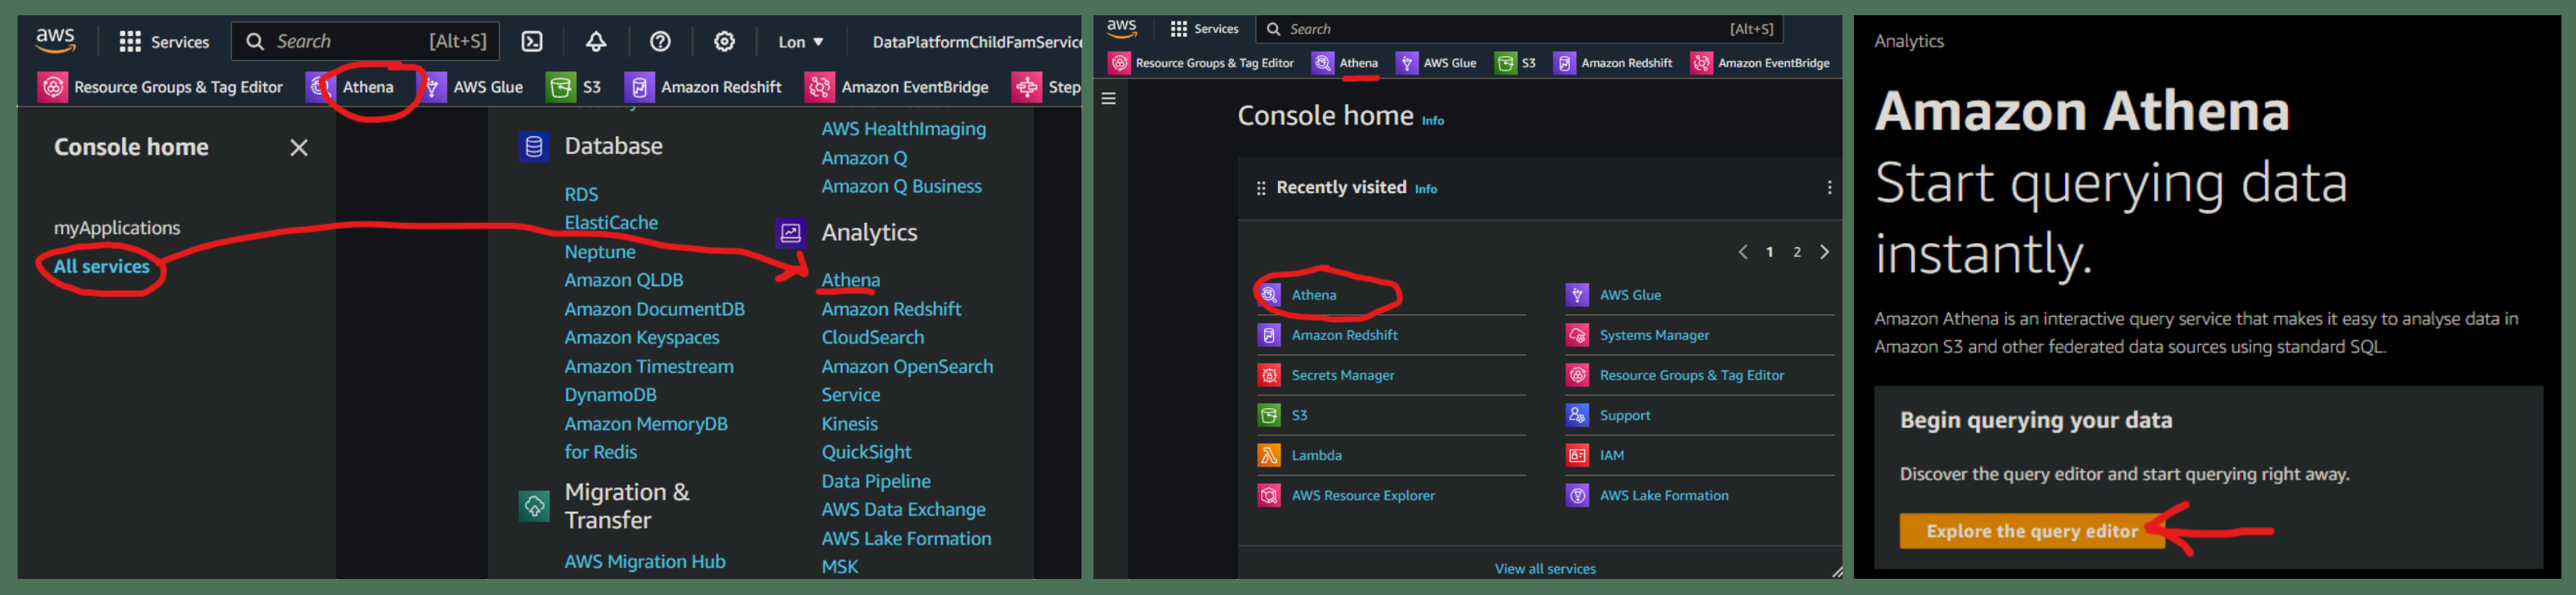 aws
Services
Search
[Alt+S]
Lon ▼
DataPlatformChildFamService
Resource Groups & Tag Editor
Athena
AWS Glue
S3
Amazon Redshift
Amazon EventBridge
Step
Console home
myApplications
All services
Database
RDS
ElastiCache
Neptune
Amazon QLDB
Amazon DocumentDB
Amazon Keyspaces
Amazon Timestream
DynamoDB
Amazon MemoryDB
for Redis
Migration &
Transfer
AWS Migration Hub
AWS HealthImaging
Amazon Q
Amazon Q Business
Analytics
Athena
Amazon Redshift
CloudSearch
Amazon OpenSearch
Service
Kinesis
QuickSight
Data Pipeline
AWS Data Exchange
AWS Lake Formation
MSK
aws
Services
Search
[Alt+S]
Resource Groups & Tag Editor
Athena
AWS Glue
S3
Amazon Redshift
Amazon EventBridge
Console home Info
Recently visited Info
1 2
Athena
AWS Glue
Amazon Redshift
Systems Manager
Secrets Manager
Resource Groups & Tag Editor
S3
Support
Lambda
IAM
AWS Resource Explorer
AWS Lake Formation
View all services
Analytics
Amazon Athena
Start querying data
instantly.
Amazon Athena is an interactive query service that makes it easy to analyse data in
Amazon S3 and other federated data sources using standard SQL.
Begin querying your data
Discover the query editor and start querying right away.
Explore the query editor